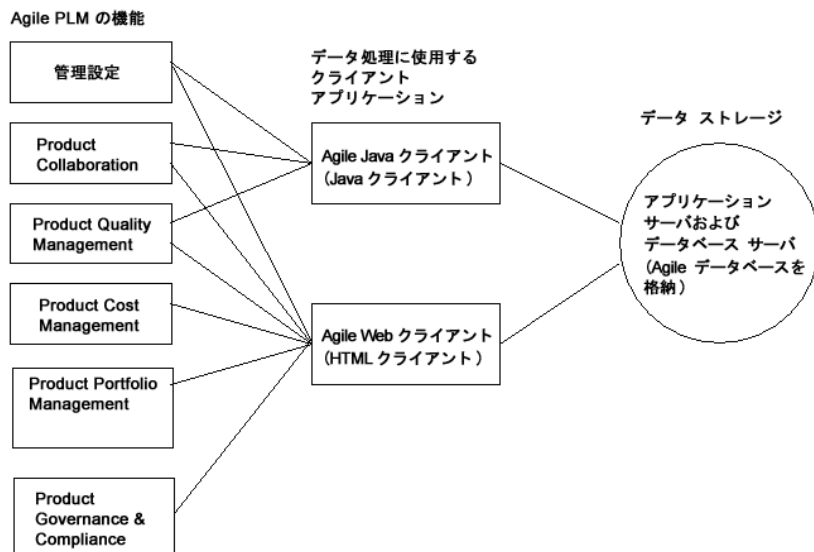 Agile PLM の機能
管理設定
Product
Collaboration
Product Quality
Management
Product Cost
Management
Product Portfolio
Management
Product
Governance &
Compliance
データ処理に使用する
クライアント
アプリケーション
Agile Java クライアント
(Java クライアント )
Agile Web クライアント
(HTML クライアント )
データ ストレージ
アプリケーション
サーバおよび
データベース サーバ
(Agile データベースを
格納 )